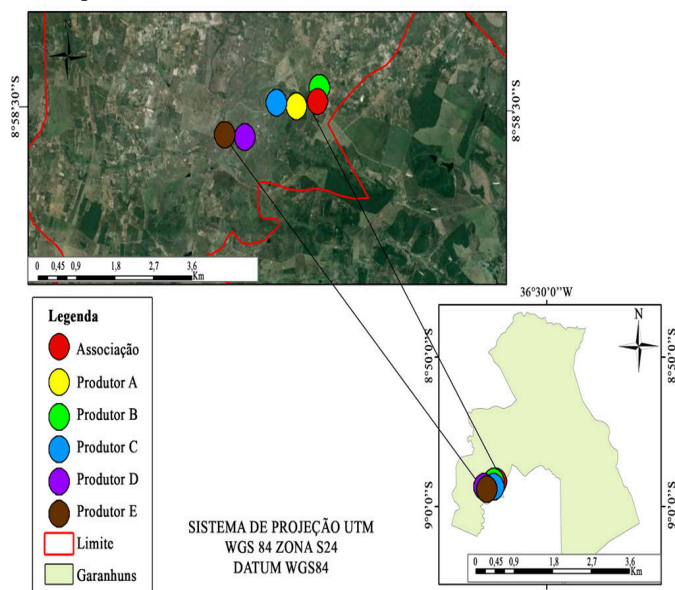 N
8°58'30''S
8°58'30''S
0 0,45 0,9 1,8 2,7 3,6
Km
Legenda
Associação
Produtor A
Produtor B
Produtor C
Produtor D
Produtor E
Limite
Garanhuns
SISTEMA DE PROJEÇÃO UTM
WGS 84 ZONA S24
DATUM WGS84
36°30'0''W
N
8°50'0''S
8°50'0''S
9°0'0''S
9°0'0''S
0 0,45 0,9 1,8 2,7 3,6
Km